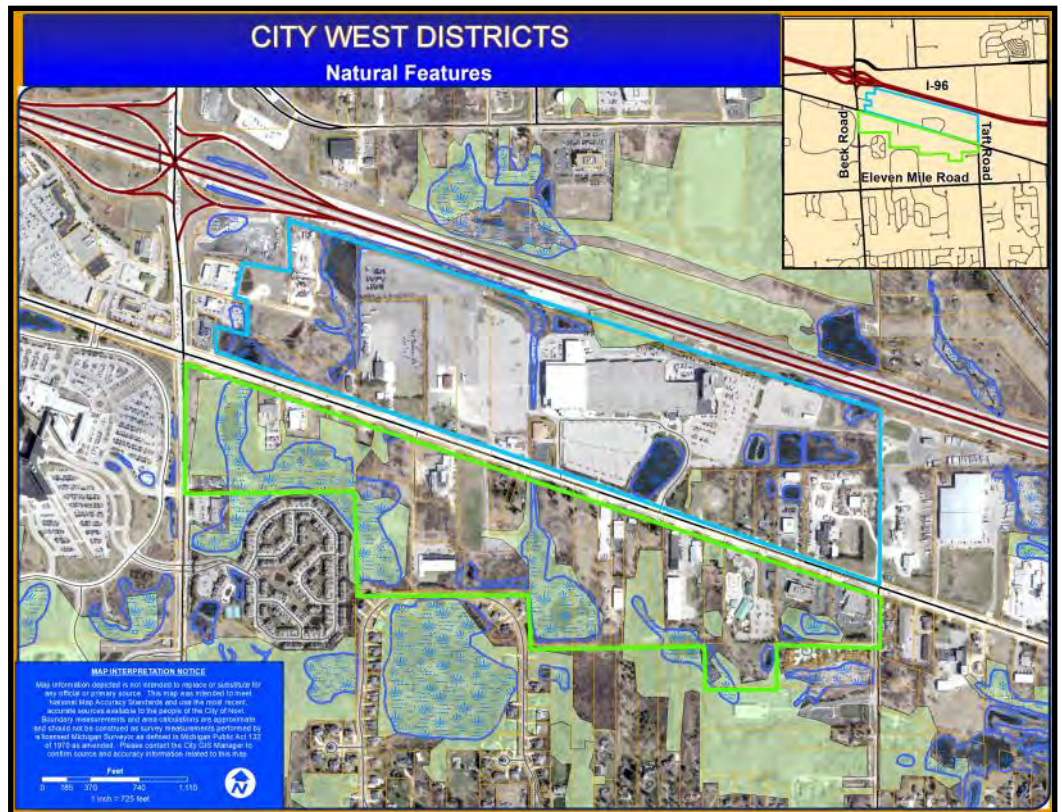 CITY WEST DISTRICTS
Natural Features
I-96
Beck Road
Taft Road
Eleven Mile Road
MAP INTERPRETATION NOTICE
Map information depicted is not intended to replace or substitute for
any official or primary source. This map was intended to meet
National Map Accuracy Standards and use the most recent,
accurate sources available to the people of the City of Novi.
Boundary measurements and area calculations are approximate
and should not be construed as survey measurements performed by
a licensed Michigan Surveyor as defined in Michigan Public Act 132
of 1970 as amended. Please contact the City GIS Manager to
confirm source and accuracy information related to this map.
Feet
0 185 370 740 1,110
1 inch = 725 feet
N